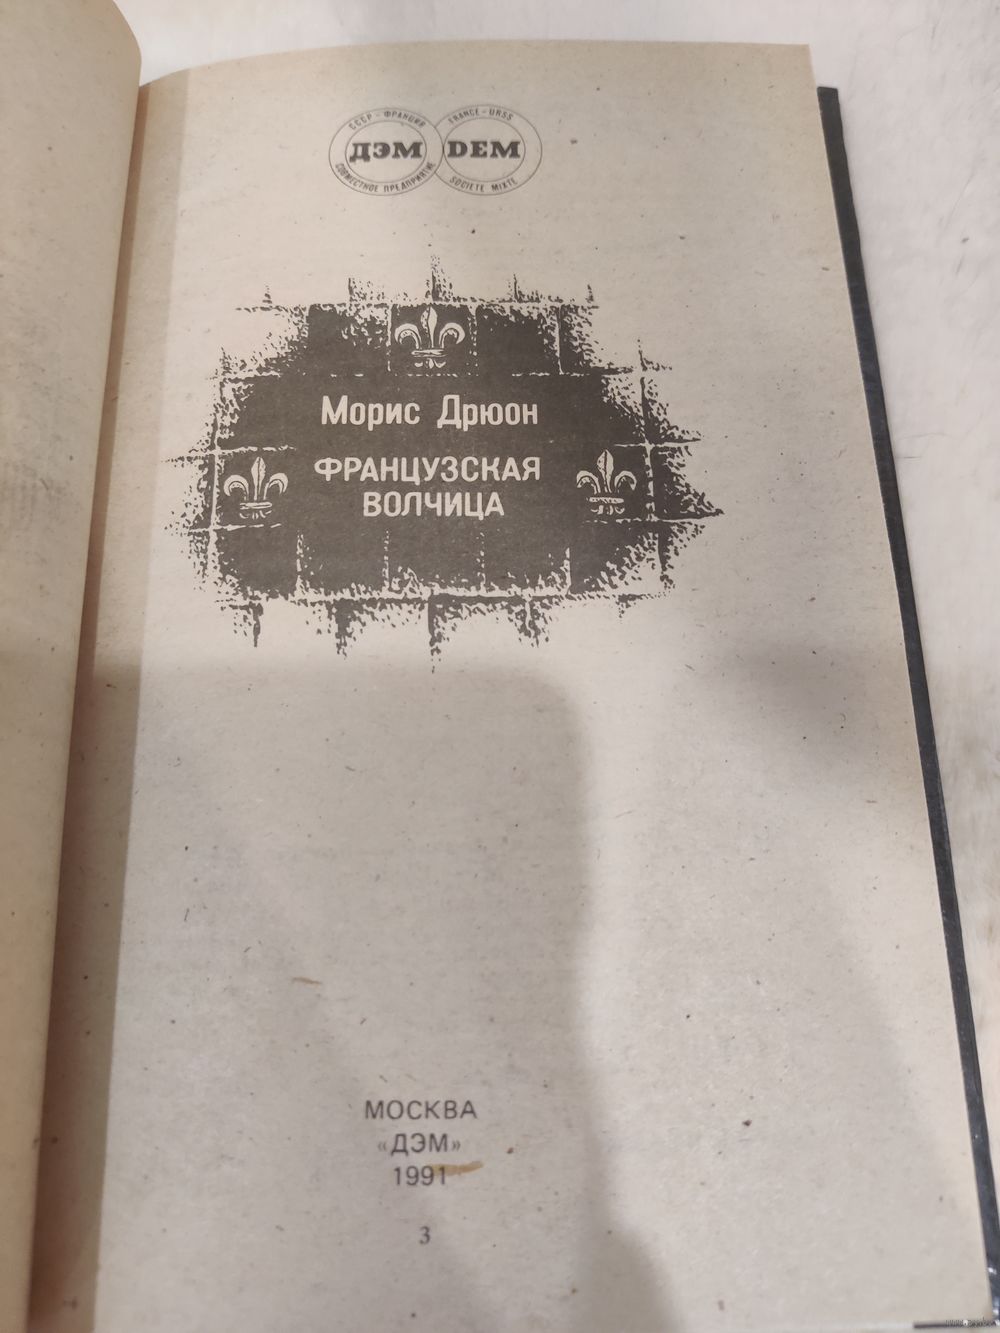 СССР - ФРАНЦИЯ
ДЭМ
СОВМЕСТНОЕ ПРЕДПРИЯТИЕ
FRANCE - URSS
DEM
SOCIETE MIXTE
Морис Дрюон
ФРАНЦУЗСКАЯ
ВОЛЧИЦА
МОСКВА
«ДЭМ»
1991
3